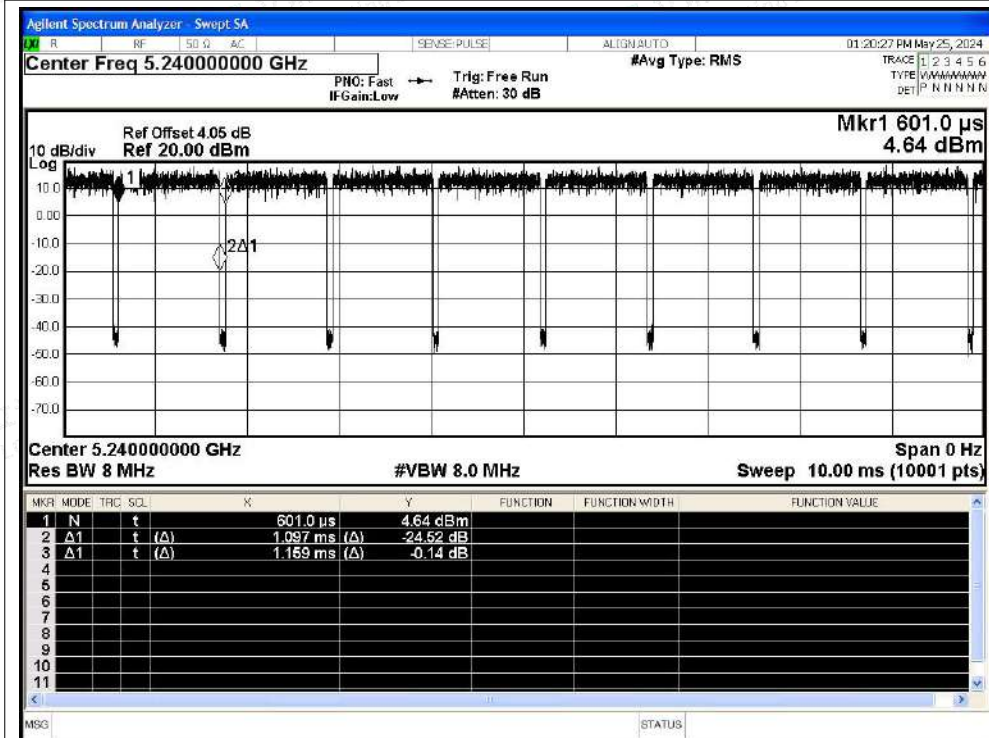 Agilent Spectrum Analyzer - Swept SA
LXI R RF 50 Ω AC SENSE:PULSE ALIGN AUTO 01:20:27 PM May 25, 2024
Center Freq 5.240000000 GHz #Avg Type: RMS TRACE 1 2 3 4 5 6
PNO: Fast Trig: Free Run TYPE WWWWWW
IFGain:Low #Atten: 30 dB DET P N N N N N
Mkr1 601.0 µs
Ref Offset 4.05 dB
10 dB/div Ref 20.00 dBm 4.64 dBm
Log
10.0
0.00
-10.0
-20.0
-30.0
-40.0
-50.0
-60.0
-70.0
1
2Δ1
Center 5.240000000 GHz Span 0 Hz
Res BW 8 MHz #VBW 8.0 MHz Sweep 10.00 ms (10001 pts)
MKR MODE TRC SCL X Y FUNCTION FUNCTION WIDTH FUNCTION VALUE
1 N t 601.0 µs 4.64 dBm
2 Δ1 t (Δ) 1.097 ms (Δ) -24.52 dB
3 Δ1 t (Δ) 1.159 ms (Δ) -0.14 dB
4
5
6
7
8
9
10
11
MSG STATUS